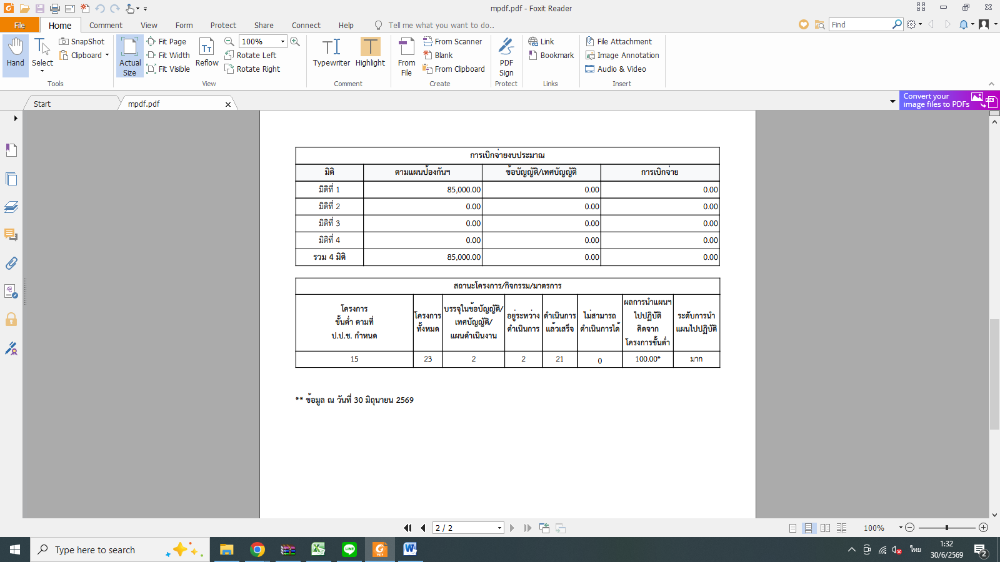 mpdf.pdf - Foxit Reader
File Home Comment View Form Protect Share Connect Help Tell me what you want to do.. Find
Hand Select SnapShot Clipboard Actual Size Fit Page Fit Width Fit Visible Reflow 100% Rotate Left Rotate Right Typewriter Highlight From File From Scanner Blank From Clipboard PDF Sign Link Bookmark File Attachment Image Annotation Audio & Video
Tools View Comment Create Protect Links Insert
Start mpdf.pdf Convert your image files to PDFs
การเบิกจ่ายงบประมาณ
มิติ ตามแผนป้องกันฯ ข้อบัญญัติ/เทศบัญญัติ การเบิกจ่าย
มิติที่ 1 85,000.00 0.00 0.00
มิติที่ 2 0.00 0.00 0.00
มิติที่ 3 0.00 0.00 0.00
มิติที่ 4 0.00 0.00 0.00
รวม 4 มิติ 85,000.00 0.00 0.00
สถานะโครงการ/กิจกรรม/มาตรการ
โครงการ ขั้นต่ำ ตามที่ ป.ป.ช. กำหนด โครงการ ทั้งหมด บรรจุในข้อบัญญัติ/ เทศบัญญัติ/ แผนดำเนินงาน อยู่ระหว่าง ดำเนินการ ดำเนินการ แล้วเสร็จ ไม่สามารถ ดำเนินการได้ ผลการนำแผนฯ ไปปฏิบัติ คิดจาก โครงการขั้นต่ำ ระดับการนำ แผนไปปฏิบัติ
15 23 2 2 21 0 100.00* มาก
** ข้อมูล ณ วันที่ 30 มิถุนายน 2569
2 / 2 100%
Type here to search ไทย 1:32
30/6/2569 2